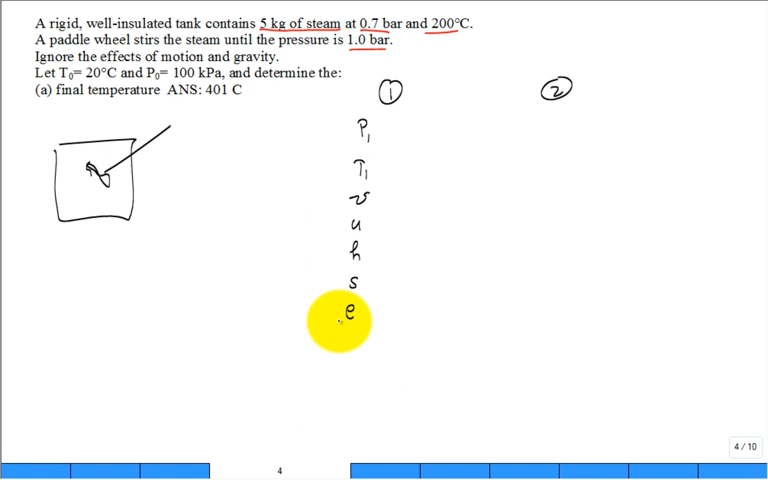 A rigid, well-insulated tank contains 5 kg of steam at 0.7 bar and 200°C.
A paddle wheel stirs the steam until the pressure is 1.0 bar.
Ignore the effects of motion and gravity.
Let T₀= 20°C and P₀= 100 kPa, and determine the:
(a) final temperature  ANS: 401 C
① ②
P₁
T₁
v
u
h
s
e
4 / 10
4